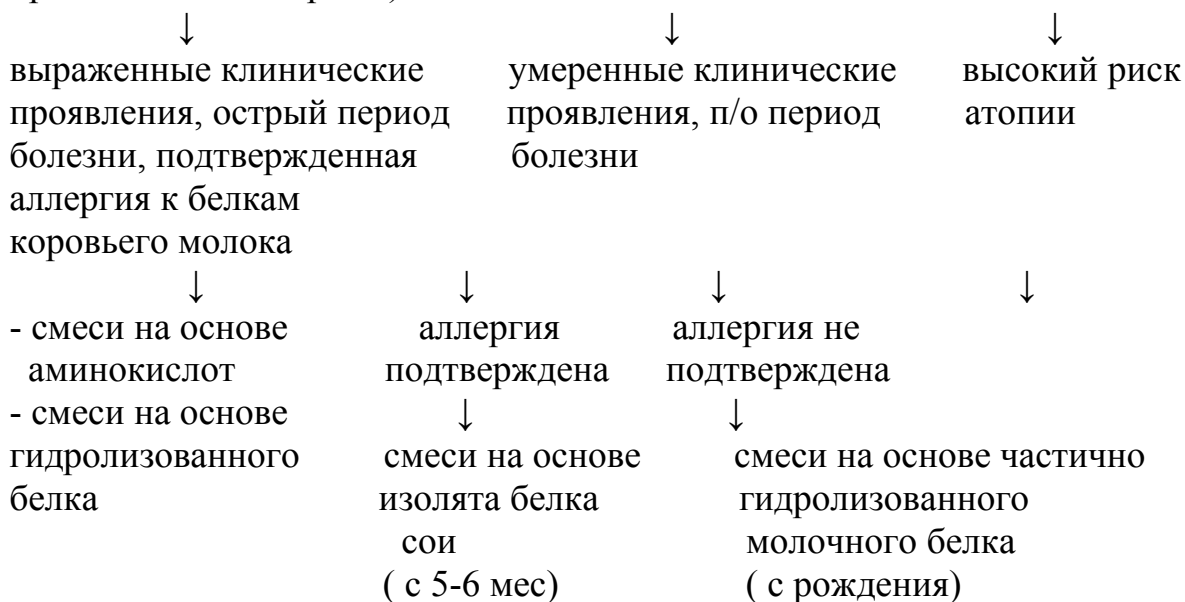 ↓ ↓ ↓
выраженные клинические умеренные клинические высокий риск
проявления, острый период проявления, п/о период атопии
болезни, подтвержденная болезни
аллергия к белкам
коровьего молока
↓ ↓ ↓ ↓
- смеси на основе аллергия аллергия не
аминокислот подтверждена подтверждена
- смеси на основе ↓ ↓
гидролизованного смеси на основе смеси на основе частично
белка изолята белка гидролизованного
сои молочного белка
( с 5-6 мес) ( с рождения)